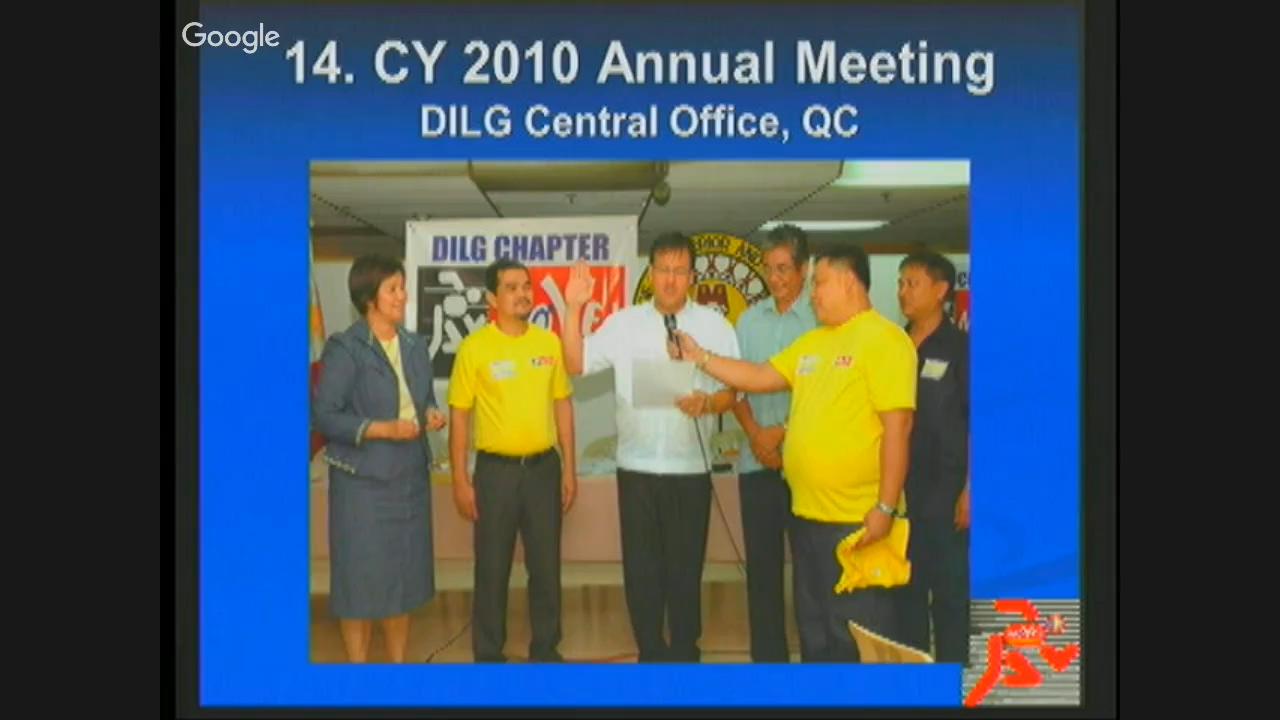 Google
14. CY 2010 Annual Meeting
DILG Central Office, QC
DILG CHAPTER